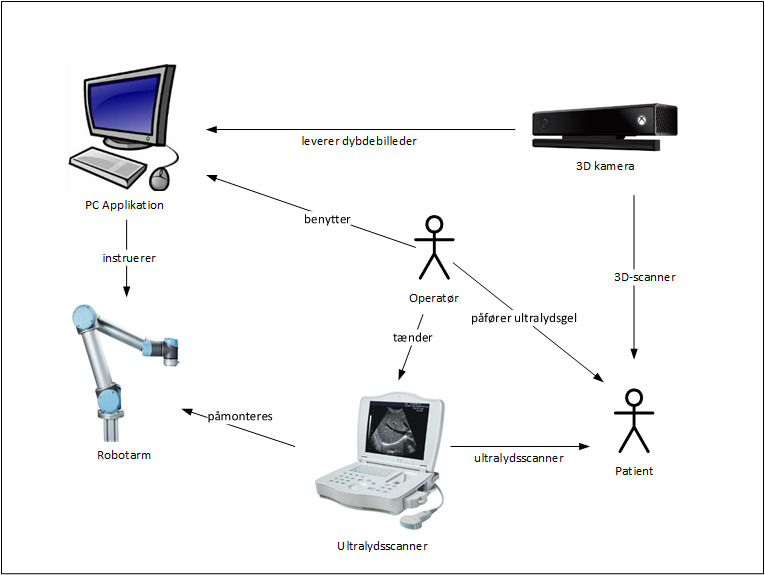 leverer dybdebilleder
3D kamera
PC Applikation
benytter
instruerer
3D-scanner
Operatør
påfører ultralydsgel
tænder
påmonteres
Robotarm
ultralydsscanner
Patient
Ultralydsscanner